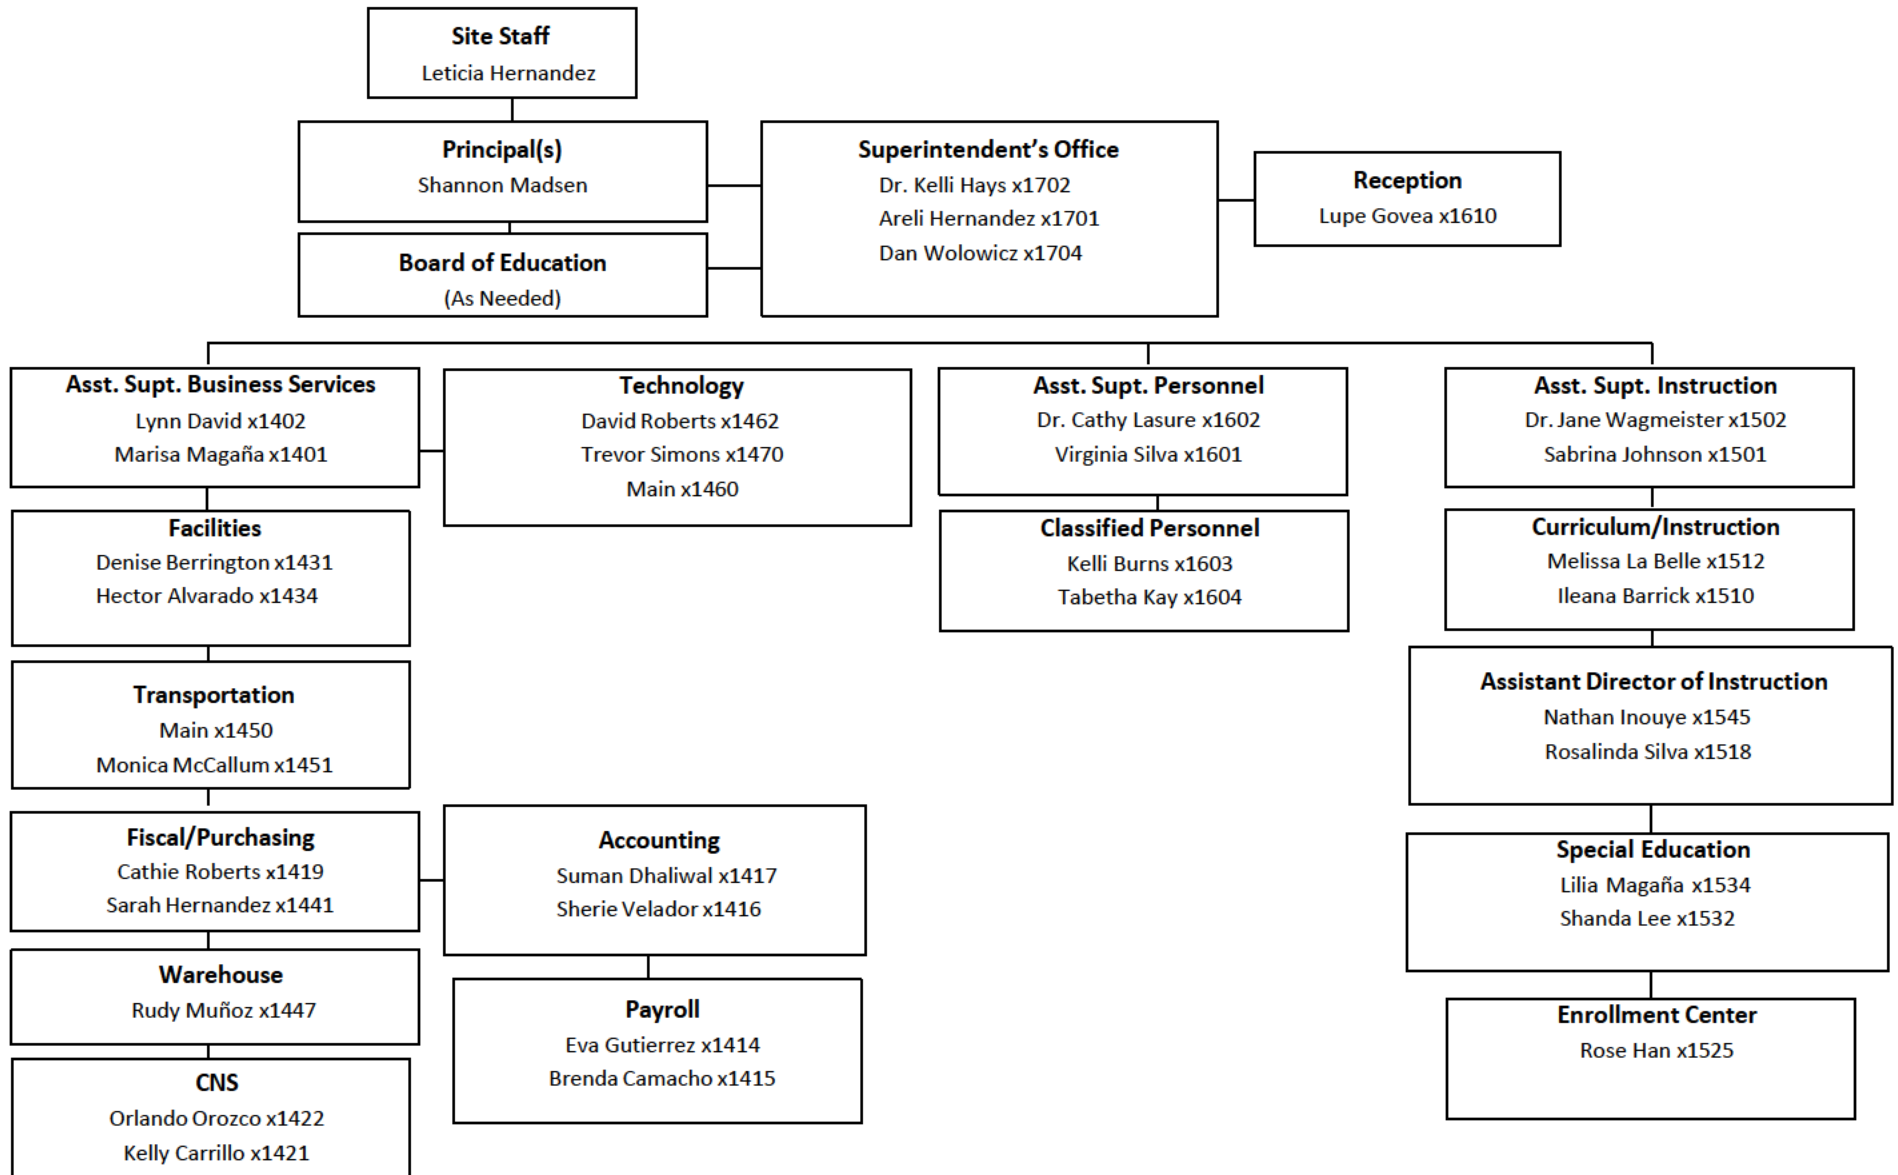 Site Staff
Leticia Hernandez
Principal(s)
Shannon Madsen
Board of Education
(As Needed)
Superintendent’s Office
Dr. Kelli Hays x1702
Areli Hernandez x1701
Dan Wolowicz x1704
Reception
Lupe Govea x1610
Asst. Supt. Business Services
Lynn David x1402
Marisa Magaña x1401
Technology
David Roberts x1462
Trevor Simons x1470
Main x1460
Asst. Supt. Personnel
Dr. Cathy Lasure x1602
Virginia Silva x1601
Asst. Supt. Instruction
Dr. Jane Wagmeister x1502
Sabrina Johnson x1501
Facilities
Denise Berrington x1431
Hector Alvarado x1434
Classified Personnel
Kelli Burns x1603
Tabetha Kay x1604
Curriculum/Instruction
Melissa La Belle x1512
Ileana Barrick x1510
Transportation
Main x1450
Monica McCallum x1451
Assistant Director of Instruction
Nathan Inouye x1545
Rosalinda Silva x1518
Fiscal/Purchasing
Cathie Roberts x1419
Sarah Hernandez x1441
Accounting
Suman Dhaliwal x1417
Sherie Velador x1416
Special Education
Lilia Magaña x1534
Shanda Lee x1532
Warehouse
Rudy Muñoz x1447
Payroll
Eva Gutierrez x1414
Brenda Camacho x1415
Enrollment Center
Rose Han x1525
CNS
Orlando Orozco x1422
Kelly Carrillo x1421